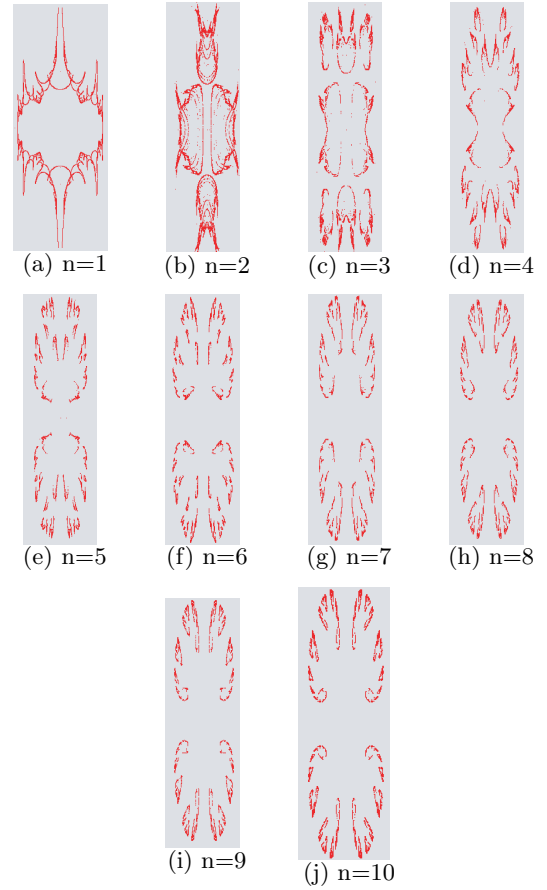 (a) n=1
(b) n=2
(c) n=3
(d) n=4
(e) n=5
(f) n=6
(g) n=7
(h) n=8
(i) n=9
(j) n=10